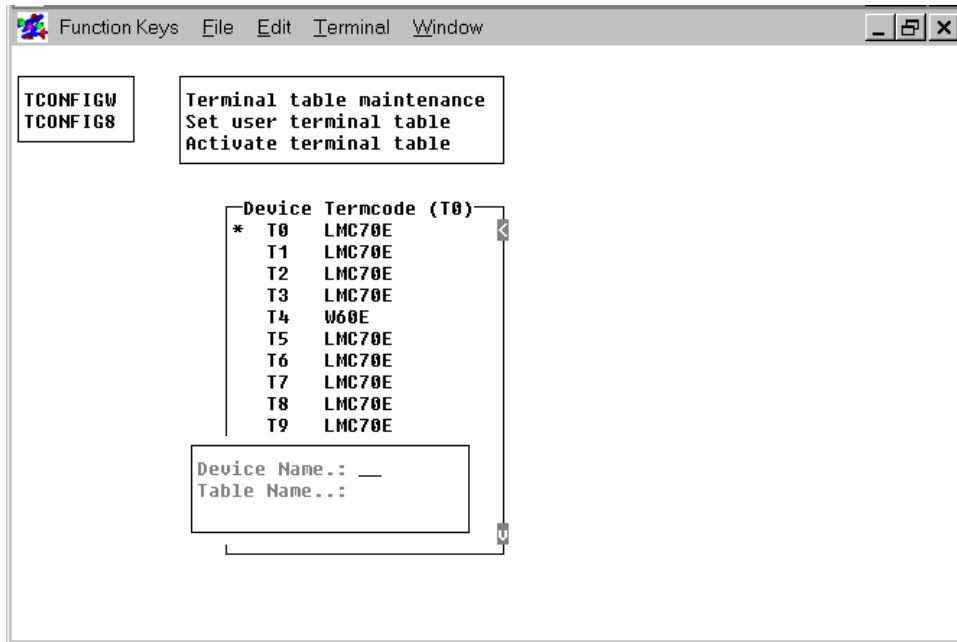 Function Keys File Edit Terminal Window
TCONFIGW
TCONFIG8
Terminal table maintenance
Set user terminal table
Activate terminal table
Device Termcode (T0)
* T0 LMC70E
T1 LMC70E
T2 LMC70E
T3 LMC70E
T4 W60E
T5 LMC70E
T6 LMC70E
T7 LMC70E
T8 LMC70E
T9 LMC70E
Device Name.: __
Table Name..: